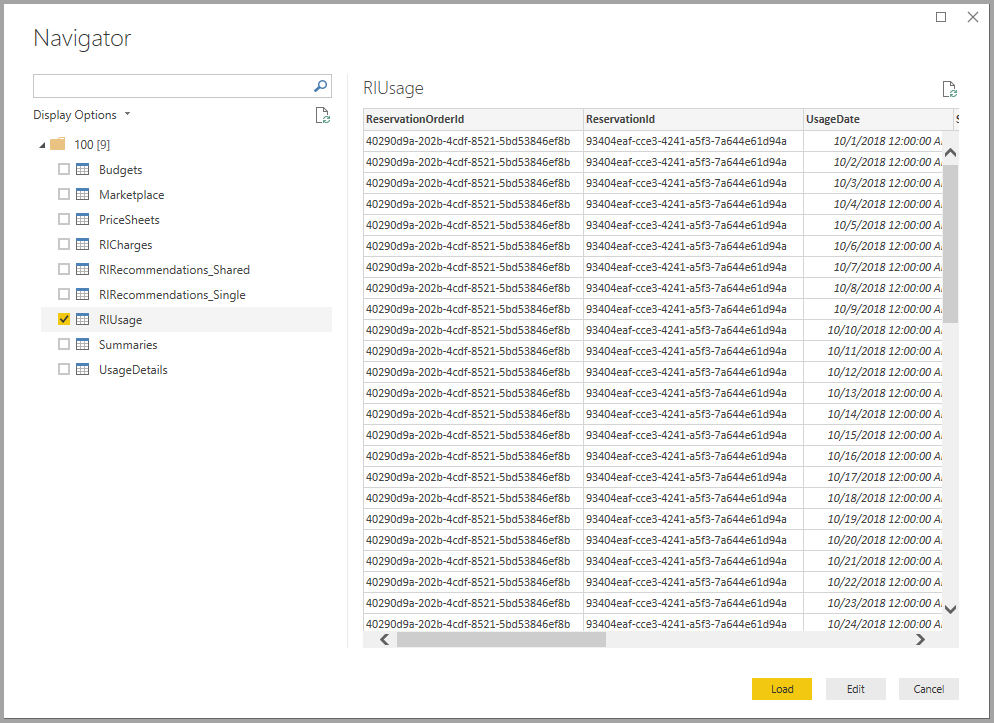 Navigator
Display Options
100 [9]
Budgets
Marketplace
PriceSheets
RICharges
RIRecommendations_Shared
RIRecommendations_Single
RIUsage
Summaries
UsageDetails
RIUsage
ReservationOrderId ReservationId UsageDate S
40290d9a-202b-4cdf-8521-5bd53846ef8b 93404eaf-cce3-4241-a5f3-7a644e61d94a 10/1/2018 12:00:00 A
40290d9a-202b-4cdf-8521-5bd53846ef8b 93404eaf-cce3-4241-a5f3-7a644e61d94a 10/2/2018 12:00:00 A
40290d9a-202b-4cdf-8521-5bd53846ef8b 93404eaf-cce3-4241-a5f3-7a644e61d94a 10/3/2018 12:00:00 A
40290d9a-202b-4cdf-8521-5bd53846ef8b 93404eaf-cce3-4241-a5f3-7a644e61d94a 10/4/2018 12:00:00 A
40290d9a-202b-4cdf-8521-5bd53846ef8b 93404eaf-cce3-4241-a5f3-7a644e61d94a 10/5/2018 12:00:00 A
40290d9a-202b-4cdf-8521-5bd53846ef8b 93404eaf-cce3-4241-a5f3-7a644e61d94a 10/6/2018 12:00:00 A
40290d9a-202b-4cdf-8521-5bd53846ef8b 93404eaf-cce3-4241-a5f3-7a644e61d94a 10/7/2018 12:00:00 A
40290d9a-202b-4cdf-8521-5bd53846ef8b 93404eaf-cce3-4241-a5f3-7a644e61d94a 10/8/2018 12:00:00 A
40290d9a-202b-4cdf-8521-5bd53846ef8b 93404eaf-cce3-4241-a5f3-7a644e61d94a 10/9/2018 12:00:00 A
40290d9a-202b-4cdf-8521-5bd53846ef8b 93404eaf-cce3-4241-a5f3-7a644e61d94a 10/10/2018 12:00:00 A
40290d9a-202b-4cdf-8521-5bd53846ef8b 93404eaf-cce3-4241-a5f3-7a644e61d94a 10/11/2018 12:00:00 A
40290d9a-202b-4cdf-8521-5bd53846ef8b 93404eaf-cce3-4241-a5f3-7a644e61d94a 10/12/2018 12:00:00 A
40290d9a-202b-4cdf-8521-5bd53846ef8b 93404eaf-cce3-4241-a5f3-7a644e61d94a 10/13/2018 12:00:00 A
40290d9a-202b-4cdf-8521-5bd53846ef8b 93404eaf-cce3-4241-a5f3-7a644e61d94a 10/14/2018 12:00:00 A
40290d9a-202b-4cdf-8521-5bd53846ef8b 93404eaf-cce3-4241-a5f3-7a644e61d94a 10/15/2018 12:00:00 A
40290d9a-202b-4cdf-8521-5bd53846ef8b 93404eaf-cce3-4241-a5f3-7a644e61d94a 10/16/2018 12:00:00 A
40290d9a-202b-4cdf-8521-5bd53846ef8b 93404eaf-cce3-4241-a5f3-7a644e61d94a 10/17/2018 12:00:00 A
40290d9a-202b-4cdf-8521-5bd53846ef8b 93404eaf-cce3-4241-a5f3-7a644e61d94a 10/18/2018 12:00:00 A
40290d9a-202b-4cdf-8521-5bd53846ef8b 93404eaf-cce3-4241-a5f3-7a644e61d94a 10/19/2018 12:00:00 A
40290d9a-202b-4cdf-8521-5bd53846ef8b 93404eaf-cce3-4241-a5f3-7a644e61d94a 10/20/2018 12:00:00 A
40290d9a-202b-4cdf-8521-5bd53846ef8b 93404eaf-cce3-4241-a5f3-7a644e61d94a 10/21/2018 12:00:00 A
40290d9a-202b-4cdf-8521-5bd53846ef8b 93404eaf-cce3-4241-a5f3-7a644e61d94a 10/22/2018 12:00:00 A
40290d9a-202b-4cdf-8521-5bd53846ef8b 93404eaf-cce3-4241-a5f3-7a644e61d94a 10/23/2018 12:00:00 A
40290d9a-202b-4cdf-8521-5bd53846ef8b 93404eaf-cce3-4241-a5f3-7a644e61d94a 10/24/2018 12:00:00 A
Load Edit Cancel